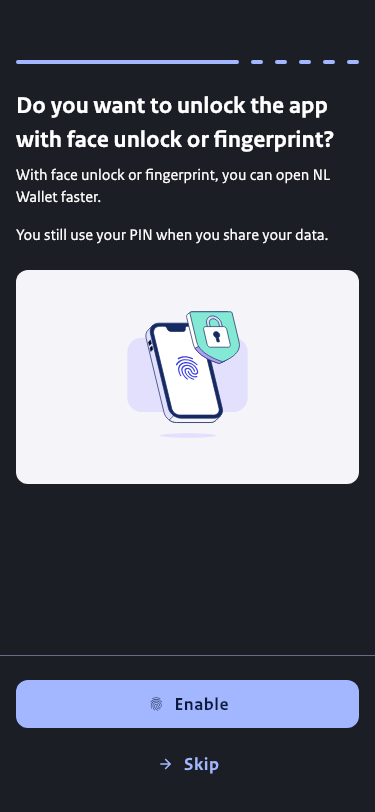 Do you want to unlock the app
with face unlock or fingerprint?
With face unlock or fingerprint, you can open NL
Wallet faster.
You still use your PIN when you share your data.
Enable
Skip